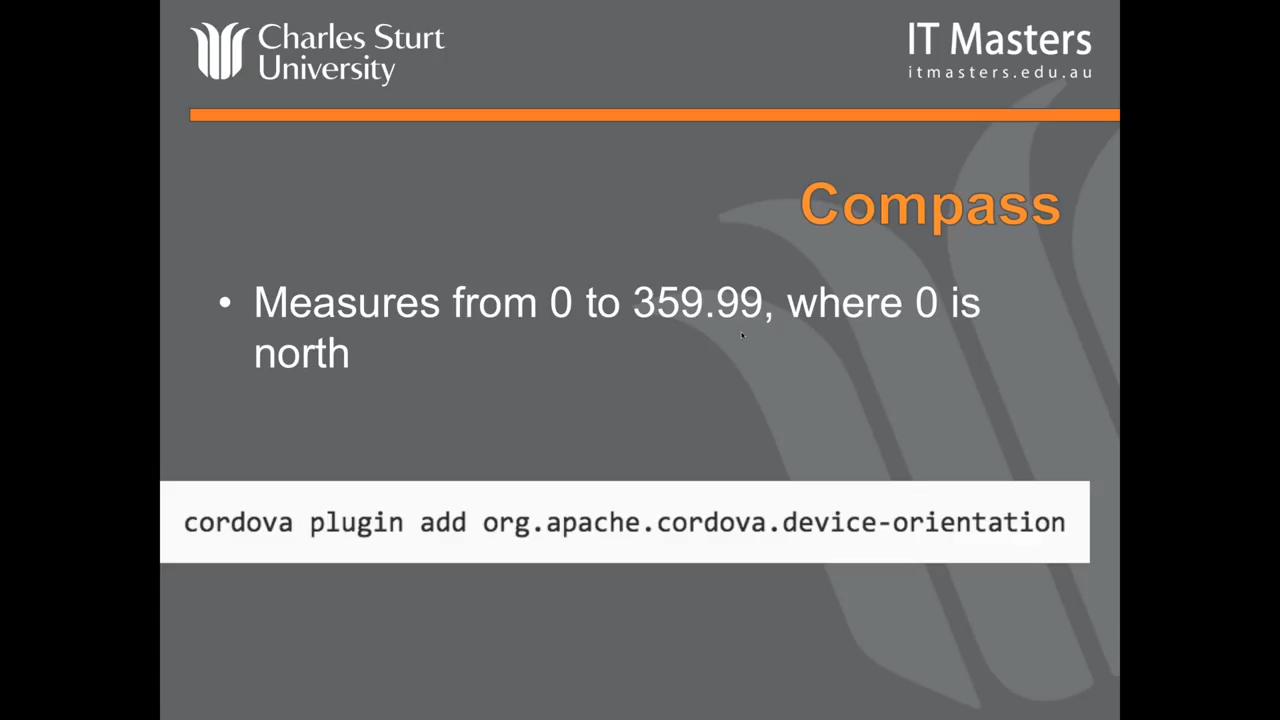 Charles Sturt
University
IT Masters
itmasters.edu.au
Compass
• Measures from 0 to 359.99, where 0 is
north
cordova plugin add org.apache.cordova.device-orientation